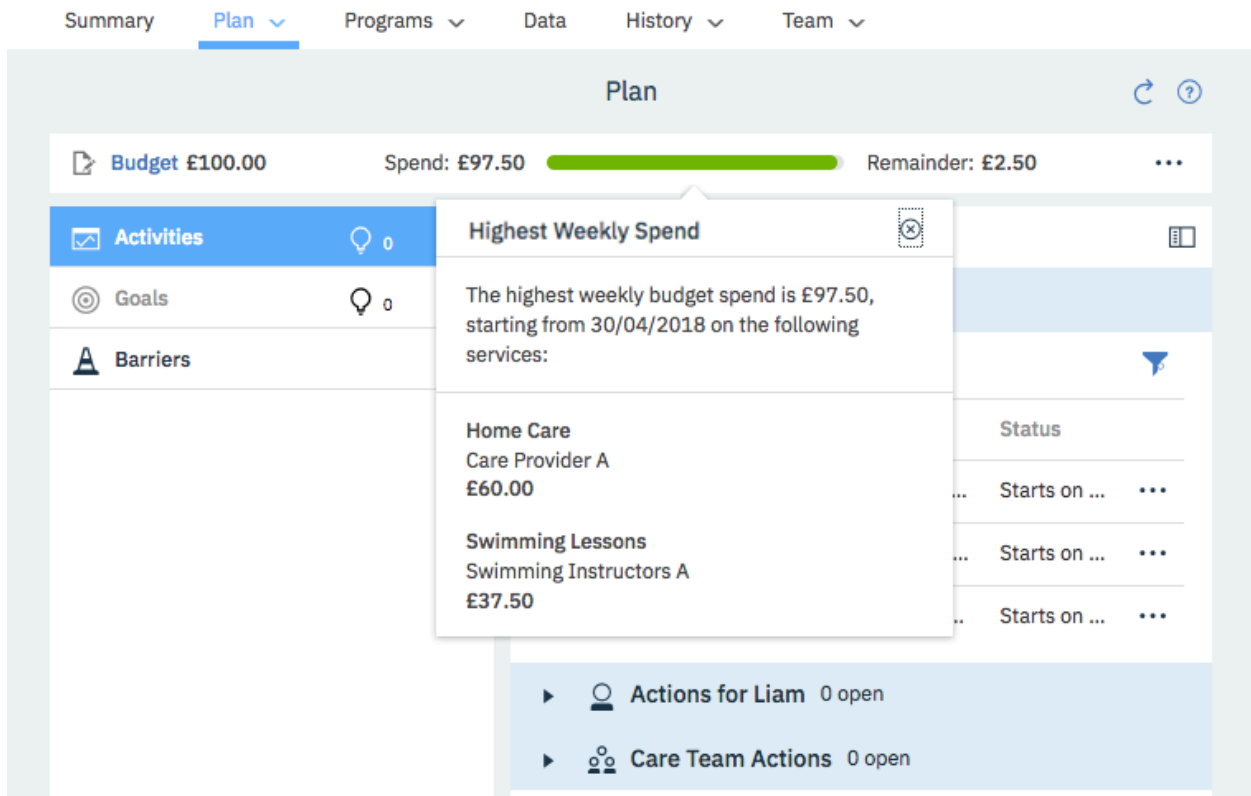 Summary Plan Programs Data History Team
Plan
Budget £100.00 Spend: £97.50 Remainder: £2.50 ...
Activities 0
Goals 0
Barriers
Highest Weekly Spend
The highest weekly budget spend is £97.50,
starting from 30/04/2018 on the following
services:
Home Care
Care Provider A
£60.00
Swimming Lessons
Swimming Instructors A
£37.50
Status
... Starts on ... ...
... Starts on ... ...
.. Starts on ... ...
Actions for Liam 0 open
Care Team Actions 0 open